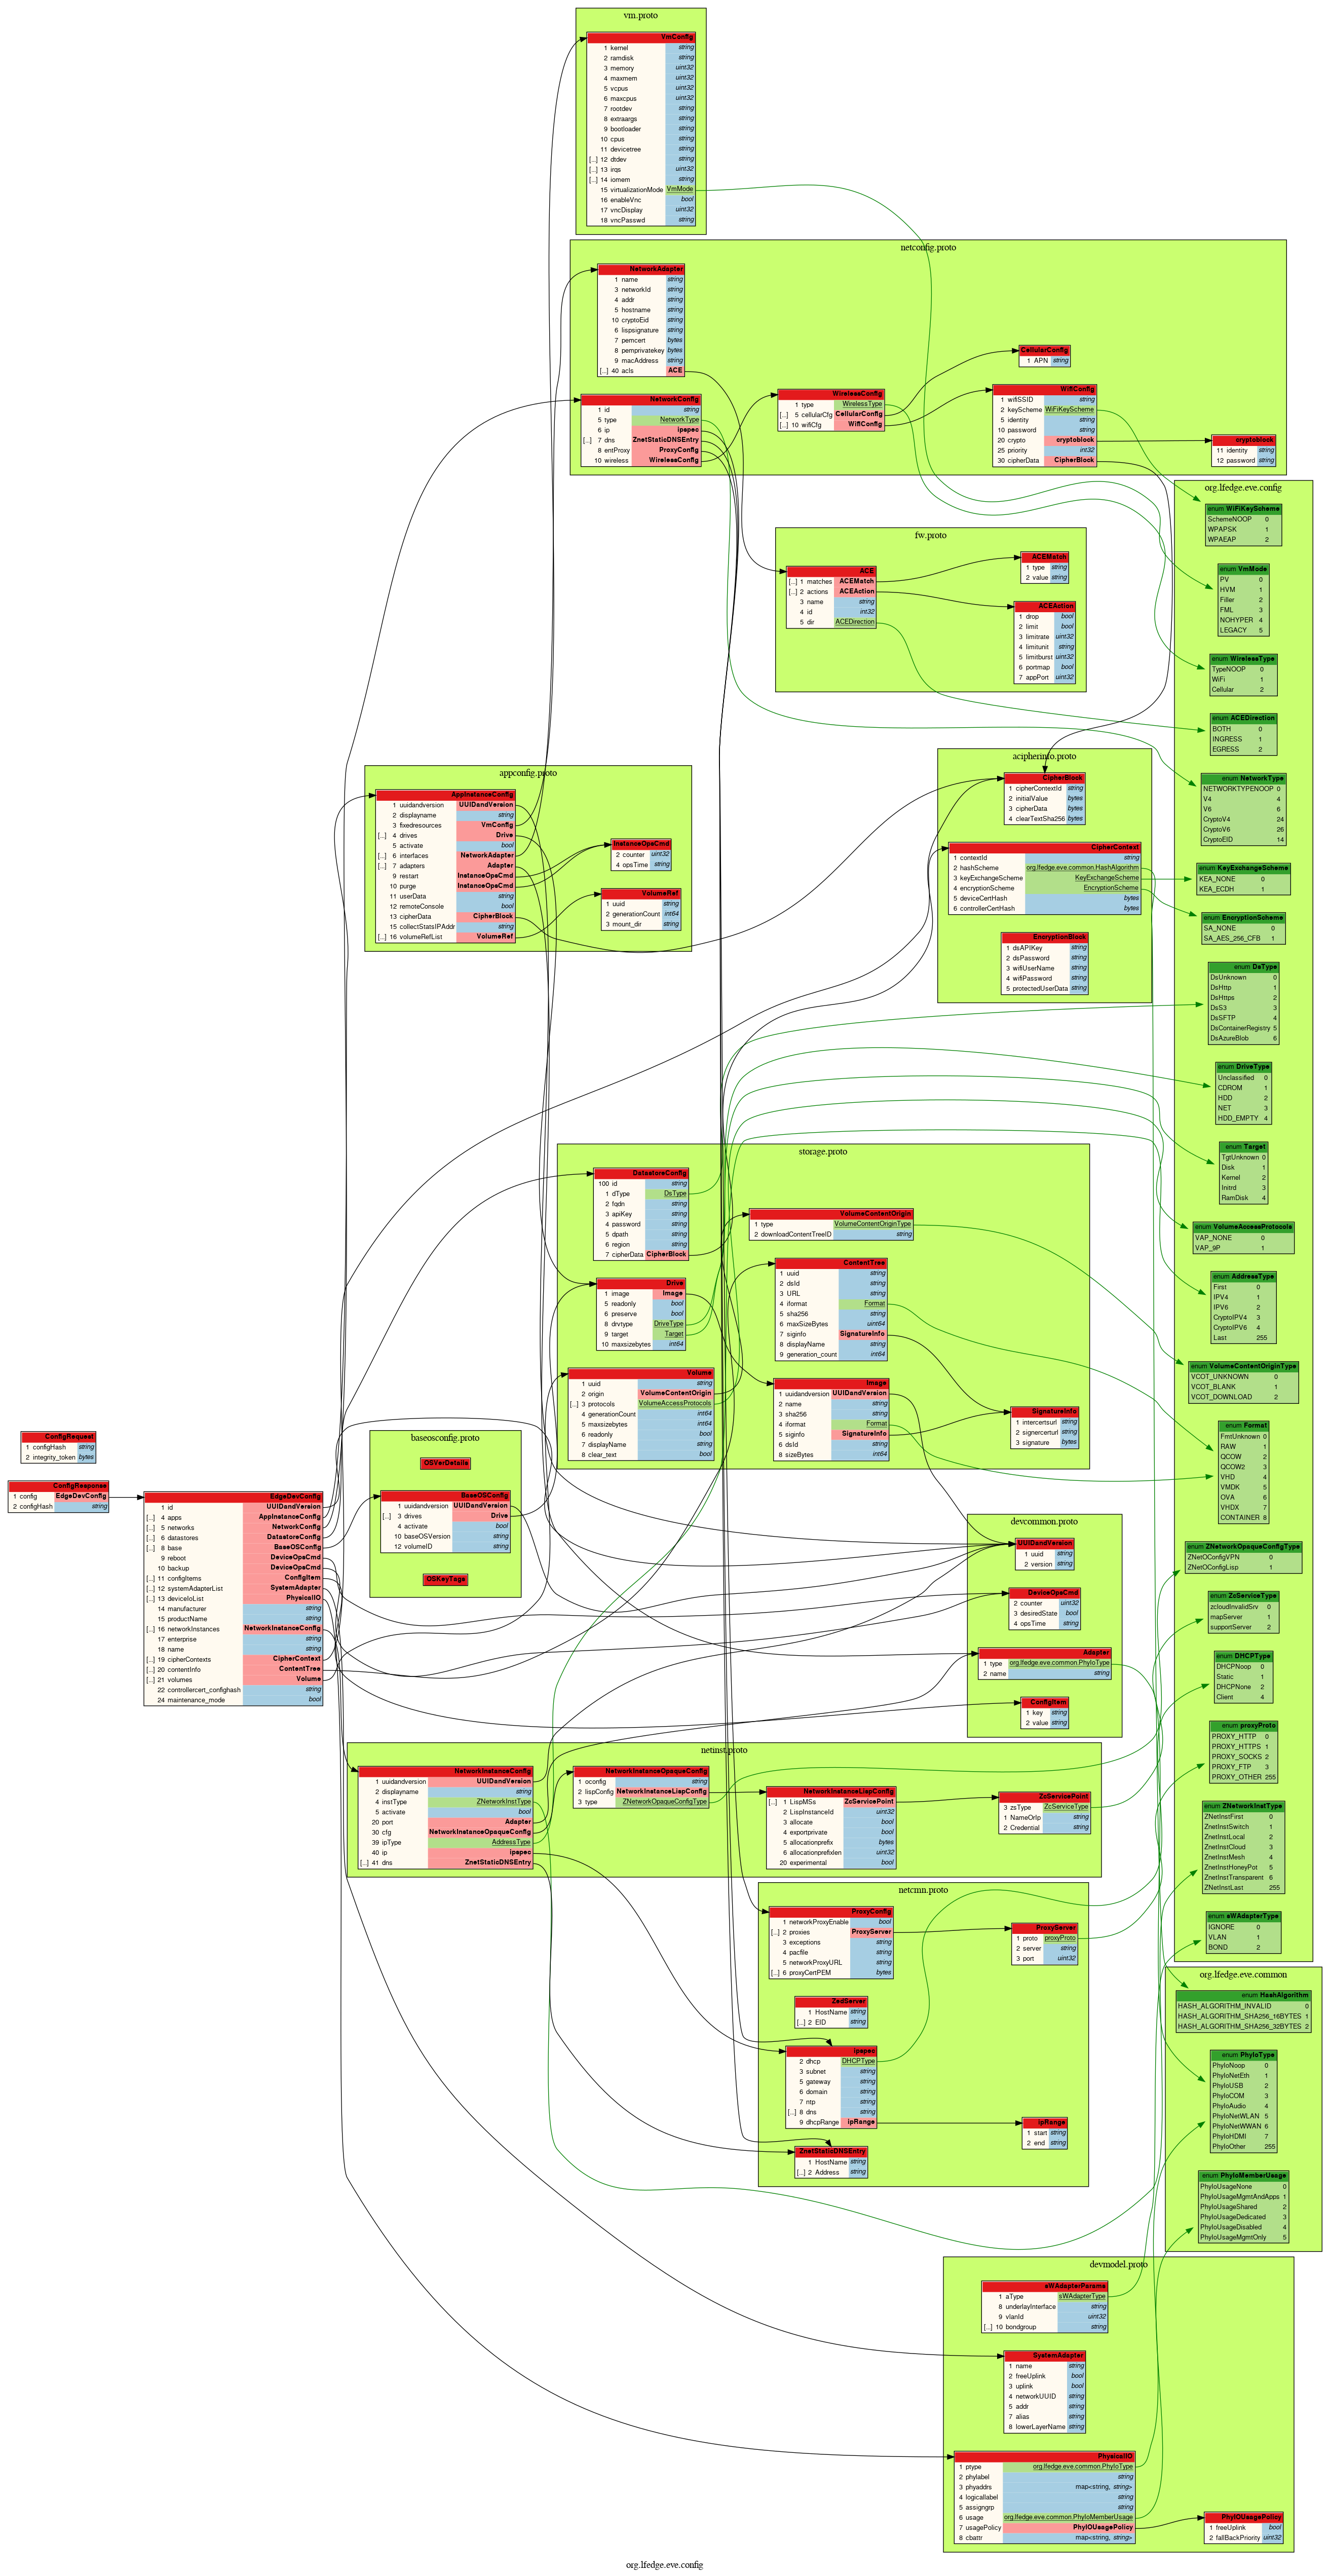 vm.proto
VmConfig
1 kernel string
2 ramdisk string
3 memory uint32
4 maxmem uint32
5 vcpus uint32
6 maxcpus uint32
7 rootdev string
8 extraargs string
9 bootloader string
10 cpus string
11 devicetree string
[...] 12 dtdev string
[...] 13 irqs uint32
[...] 14 iomem string
15 virtualizationMode VmMode
16 enableVnc bool
17 vncDisplay uint32
18 vncPasswd string
netconfig.proto
NetworkAdapter
1 name string
3 networkId string
4 addr string
5 hostname string
10 cryptoEid string
6 lispsignature string
7 pemcert bytes
8 pemprivatekey bytes
9 macAddress string
[...] 40 acls ACE
NetworkConfig
1 id string
5 type NetworkType
6 ip ipspec
[...] 7 dns ZnetStaticDNSEntry
8 entProxy ProxyConfig
10 wireless WirelessConfig
WirelessConfig
1 type WirelessType
[...] 5 cellularCfg CellularConfig
[...] 10 wifiCfg WifiConfig
CellularConfig
1 APN string
WifiConfig
1 wifiSSID string
2 keyScheme WiFiKeyScheme
5 identity string
10 password string
20 crypto cryptoblock
25 priority int32
30 cipherData CipherBlock
cryptoblock
11 identity string
12 password string
fw.proto
ACE
[...] 1 matches ACEMatch
[...] 2 actions ACEAction
3 name string
4 id int32
5 dir ACEDirection
ACEMatch
1 type string
2 value string
ACEAction
1 drop bool
2 limit bool
3 limitrate uint32
4 limitunit string
5 limitburst uint32
6 portmap bool
7 appPort uint32
appconfig.proto
AppInstanceConfig
1 uuidandversion UUIDandVersion
2 displayname string
3 fixedresources VmConfig
[...] 4 drives Drive
5 activate bool
[...] 6 interfaces NetworkAdapter
[...] 7 adapters Adapter
9 restart InstanceOpsCmd
10 purge InstanceOpsCmd
11 userData string
12 remoteConsole bool
13 cipherData CipherBlock
15 collectStatsIPAddr string
[...] 16 volumeRefList VolumeRef
InstanceOpsCmd
2 counter uint32
4 opsTime string
VolumeRef
1 uuid string
2 generationCount int64
3 mount_dir string
acipherinfo.proto
CipherBlock
1 cipherContextId string
2 initialValue bytes
3 cipherData bytes
4 clearTextSha256 bytes
CipherContext
1 contextId string
2 hashScheme org.lfedge.eve.common.HashAlgorithm
3 keyExchangeScheme KeyExchangeScheme
4 encryptionScheme EncryptionScheme
5 deviceCertHash bytes
6 controllerCertHash bytes
EncryptionBlock
1 dsAPIKey string
2 dsPassword string
3 wifiUserName string
4 wifiPassword string
5 protectedUserData string
storage.proto
DatastoreConfig
100 id string
1 dType DsType
2 fqdn string
3 apiKey string
4 password string
5 dpath string
6 region string
7 cipherData CipherBlock
Drive
1 image Image
5 readonly bool
6 preserve bool
8 drvtype DriveType
9 target Target
10 maxsizebytes int64
Volume
1 uuid string
2 origin VolumeContentOrigin
[...] 3 protocols VolumeAccessProtocols
4 generationCount int64
5 maxsizebytes int64
6 readonly bool
7 displayName string
8 clear_text bool
VolumeContentOrigin
1 type VolumeContentOriginType
2 downloadContentTreeID string
ContentTree
1 uuid string
2 dsId string
3 URL string
4 iformat Format
5 sha256 string
6 maxSizeBytes uint64
7 siginfo SignatureInfo
8 displayName string
9 generation_count int64
Image
1 uuidandversion UUIDandVersion
2 name string
3 sha256 string
4 iformat Format
5 siginfo SignatureInfo
6 dsId string
8 sizeBytes int64
SignatureInfo
1 intercertsurl string
2 signercerturl string
3 signature bytes
ConfigRequest
1 configHash string
2 integrity_token bytes
ConfigResponse
1 config EdgeDevConfig
2 configHash string
EdgeDevConfig
1 id UUIDandVersion
[...] 4 apps AppInstanceConfig
[...] 5 networks NetworkConfig
[...] 6 datastores DatastoreConfig
[...] 8 base BaseOSConfig
9 reboot DeviceOpsCmd
10 backup DeviceOpsCmd
[...] 11 configItems ConfigItem
[...] 12 systemAdapterList SystemAdapter
[...] 13 deviceIoList PhysicalIO
14 manufacturer string
15 productName string
[...] 16 networkInstances NetworkInstanceConfig
17 enterprise string
18 name string
[...] 19 cipherContexts CipherContext
[...] 20 contentInfo ContentTree
[...] 21 volumes Volume
22 controllercert_confighash string
24 maintenance_mode bool
baseosconfig.proto
OSVerDetails
BaseOSConfig
1 uuidandversion UUIDandVersion
[...] 3 drives Drive
4 activate bool
10 baseOSVersion string
12 volumeID string
OSKeyTags
devcommon.proto
UUIDandVersion
1 uuid string
2 version string
DeviceOpsCmd
2 counter uint32
3 desiredState bool
4 opsTime string
Adapter
1 type org.lfedge.eve.common.PhyIoType
2 name string
ConfigItem
1 key string
2 value string
netinst.proto
NetworkInstanceConfig
1 uuidandversion UUIDandVersion
2 displayname string
4 instType ZNetworkInstType
5 activate bool
20 port Adapter
30 cfg NetworkInstanceOpaqueConfig
39 ipType AddressType
40 ip ipspec
[...] 41 dns ZnetStaticDNSEntry
NetworkInstanceOpaqueConfig
1 oconfig string
2 lispConfig NetworkInstanceLispConfig
3 type ZNetworkOpaqueConfigType
NetworkInstanceLispConfig
[...] 1 LispMSs ZcServicePoint
2 LispInstanceId uint32
3 allocate bool
4 exportprivate bool
5 allocationprefix bytes
6 allocationprefixlen uint32
20 experimental bool
ZcServicePoint
3 zsType ZcServiceType
1 NameOrIp string
2 Credential string
netcmn.proto
ProxyConfig
1 networkProxyEnable bool
[...] 2 proxies ProxyServer
3 exceptions string
4 pacfile string
5 networkProxyURL string
[...] 6 proxyCertPEM bytes
ProxyServer
1 proto proxyProto
2 server string
3 port uint32
ZedServer
1 HostName string
[...] 2 EID string
ipspec
2 dhcp DHCPType
3 subnet string
5 gateway string
6 domain string
7 ntp string
[...] 8 dns string
9 dhcpRange ipRange
ipRange
1 start string
2 end string
ZnetStaticDNSEntry
1 HostName string
[...] 2 Address string
devmodel.proto
sWAdapterParams
1 aType sWAdapterType
8 underlayInterface string
9 vlanId uint32
[...] 10 bondgroup string
SystemAdapter
1 name string
2 freeUplink bool
3 uplink bool
4 networkUUID string
5 addr string
7 alias string
8 lowerLayerName string
PhysicalIO
1 ptype org.lfedge.eve.common.PhyIoType
2 phylabel string
3 phyaddrs map<string, string>
4 logicallabel string
5 assigngrp string
6 usage org.lfedge.eve.common.PhyIoMemberUsage
7 usagePolicy PhyIOUsagePolicy
8 cbattr map<string, string>
PhyIOUsagePolicy
1 freeUplink bool
2 fallBackPriority uint32
org.lfedge.eve.config
enum WiFiKeyScheme
SchemeNOOP 0
WPAPSK 1
WPAEAP 2
enum VmMode
PV 0
HVM 1
Filler 2
FML 3
NOHYPER 4
LEGACY 5
enum WirelessType
TypeNOOP 0
WiFi 1
Cellular 2
enum ACEDirection
BOTH 0
INGRESS 1
EGRESS 2
enum NetworkType
NETWORKTYPENOOP 0
V4 4
V6 6
CryptoV4 24
CryptoV6 26
CryptoEID 14
enum KeyExchangeScheme
KEA_NONE 0
KEA_ECDH 1
enum EncryptionScheme
SA_NONE 0
SA_AES_256_CFB 1
enum DsType
DsUnknown 0
DsHttp 1
DsHttps 2
DsS3 3
DsSFTP 4
DsContainerRegistry 5
DsAzureBlob 6
enum DriveType
Unclassified 0
CDROM 1
HDD 2
NET 3
HDD_EMPTY 4
enum Target
TgtUnknown 0
Disk 1
Kernel 2
Initrd 3
RamDisk 4
enum VolumeAccessProtocols
VAP_NONE 0
VAP_9P 1
enum AddressType
First 0
IPV4 1
IPV6 2
CryptoIPV4 3
CryptoIPV6 4
Last 255
enum VolumeContentOriginType
VCOT_UNKNOWN 0
VCOT_BLANK 1
VCOT_DOWNLOAD 2
enum Format
FmtUnknown 0
RAW 1
QCOW 2
QCOW2 3
VHD 4
VMDK 5
OVA 6
VHDX 7
CONTAINER 8
enum ZNetworkOpaqueConfigType
ZNetOConfigVPN 0
ZNetOConfigLisp 1
enum ZcServiceType
zcloudInvalidSrv 0
mapServer 1
supportServer 2
enum DHCPType
DHCPNoop 0
Static 1
DHCPNone 2
Client 4
enum proxyProto
PROXY_HTTP 0
PROXY_HTTPS 1
PROXY_SOCKS 2
PROXY_FTP 3
PROXY_OTHER 255
enum ZNetworkInstType
ZNetInstFirst 0
ZnetInstSwitch 1
ZnetInstLocal 2
ZnetInstCloud 3
ZnetInstMesh 4
ZnetInstHoneyPot 5
ZnetInstTransparent 6
ZNetInstLast 255
enum sWAdapterType
IGNORE 0
VLAN 1
BOND 2
org.lfedge.eve.common
enum HashAlgorithm
HASH_ALGORITHM_INVALID 0
HASH_ALGORITHM_SHA256_16BYTES 1
HASH_ALGORITHM_SHA256_32BYTES 2
enum PhyIoType
PhyIoNoop 0
PhyIoNetEth 1
PhyIoUSB 2
PhyIoCOM 3
PhyIoAudio 4
PhyIoNetWLAN 5
PhyIoNetWWAN 6
PhyIoHDMI 7
PhyIoOther 255
enum PhyIoMemberUsage
PhyIoUsageNone 0
PhyIoUsageMgmtAndApps 1
PhyIoUsageShared 2
PhyIoUsageDedicated 3
PhyIoUsageDisabled 4
PhyIoUsageMgmtOnly 5
org.lfedge.eve.config